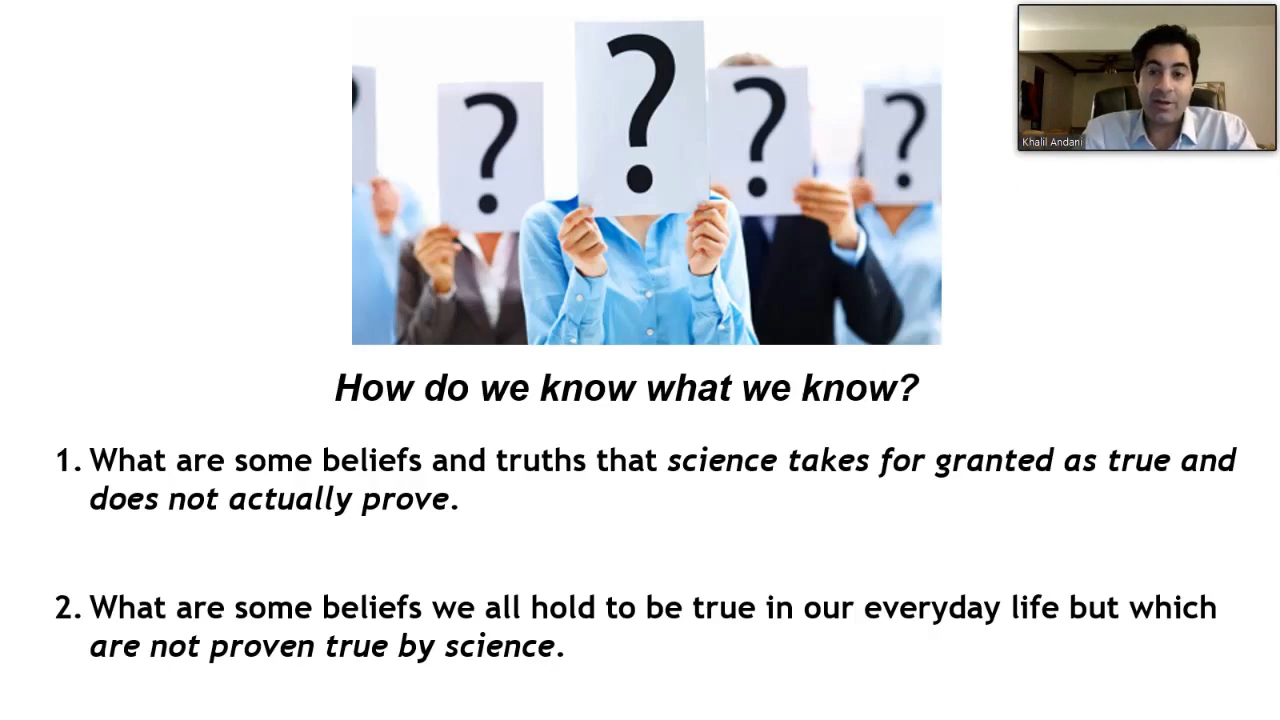 ?
?
?
?
?
Khalil Andani
How do we know what we know?
1. What are some beliefs and truths that science takes for granted as true and
does not actually prove.
2. What are some beliefs we all hold to be true in our everyday life but which
are not proven true by science.